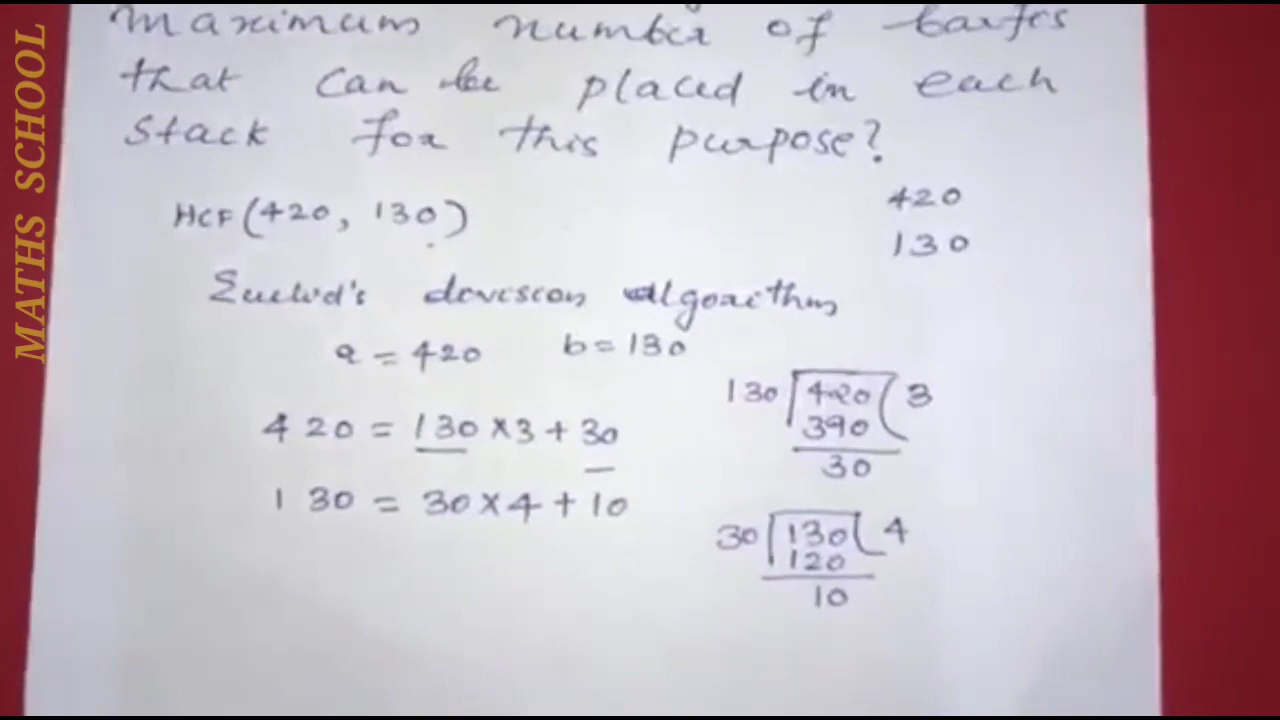 MATHS SCHOOL
maximum number of barfis
that can be placed in each
stack for this purpose?
HCF(420, 130)
420
130
Euclid's devision algorithm
a = 420 b = 130
420 = 130 × 3 + 30
130 = 30 × 4 + 10
130 420 3
390
30
30 130 4
120
10